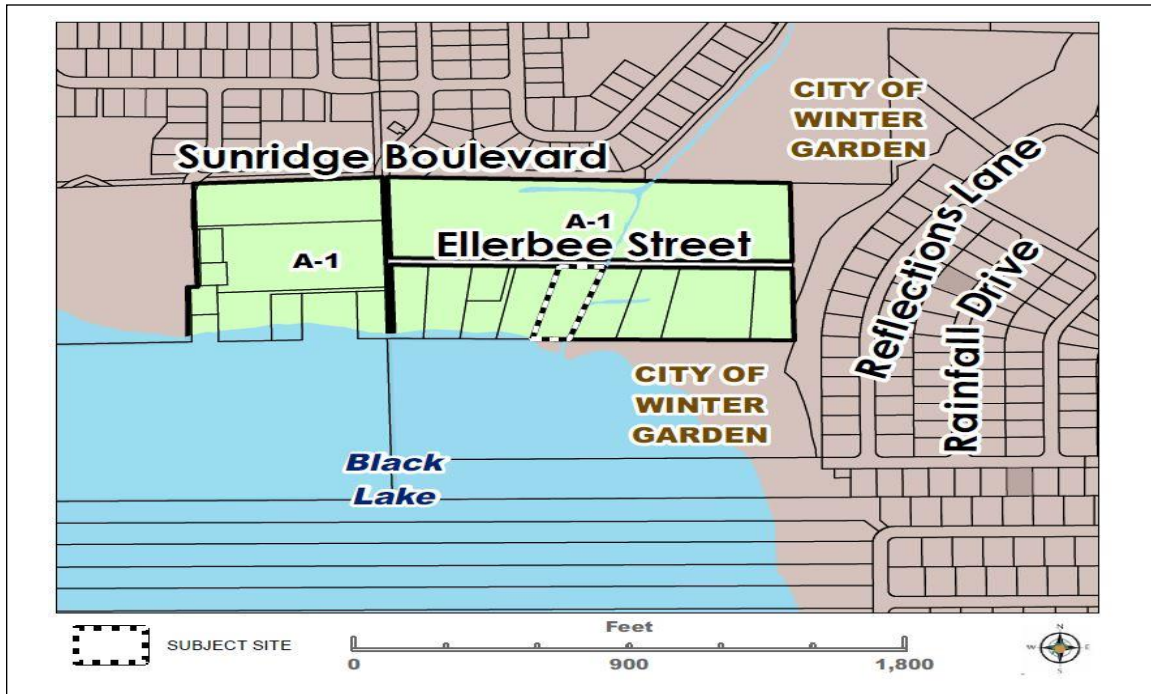 CITY OF
WINTER
GARDEN
Sunridge Boulevard
A-1
A-1
Ellerbee Street
Reflections Lane
Rainfall Drive
CITY OF
WINTER
GARDEN
Black
Lake
SUBJECT SITE
Feet
0
900
1,800
N
W
E
S